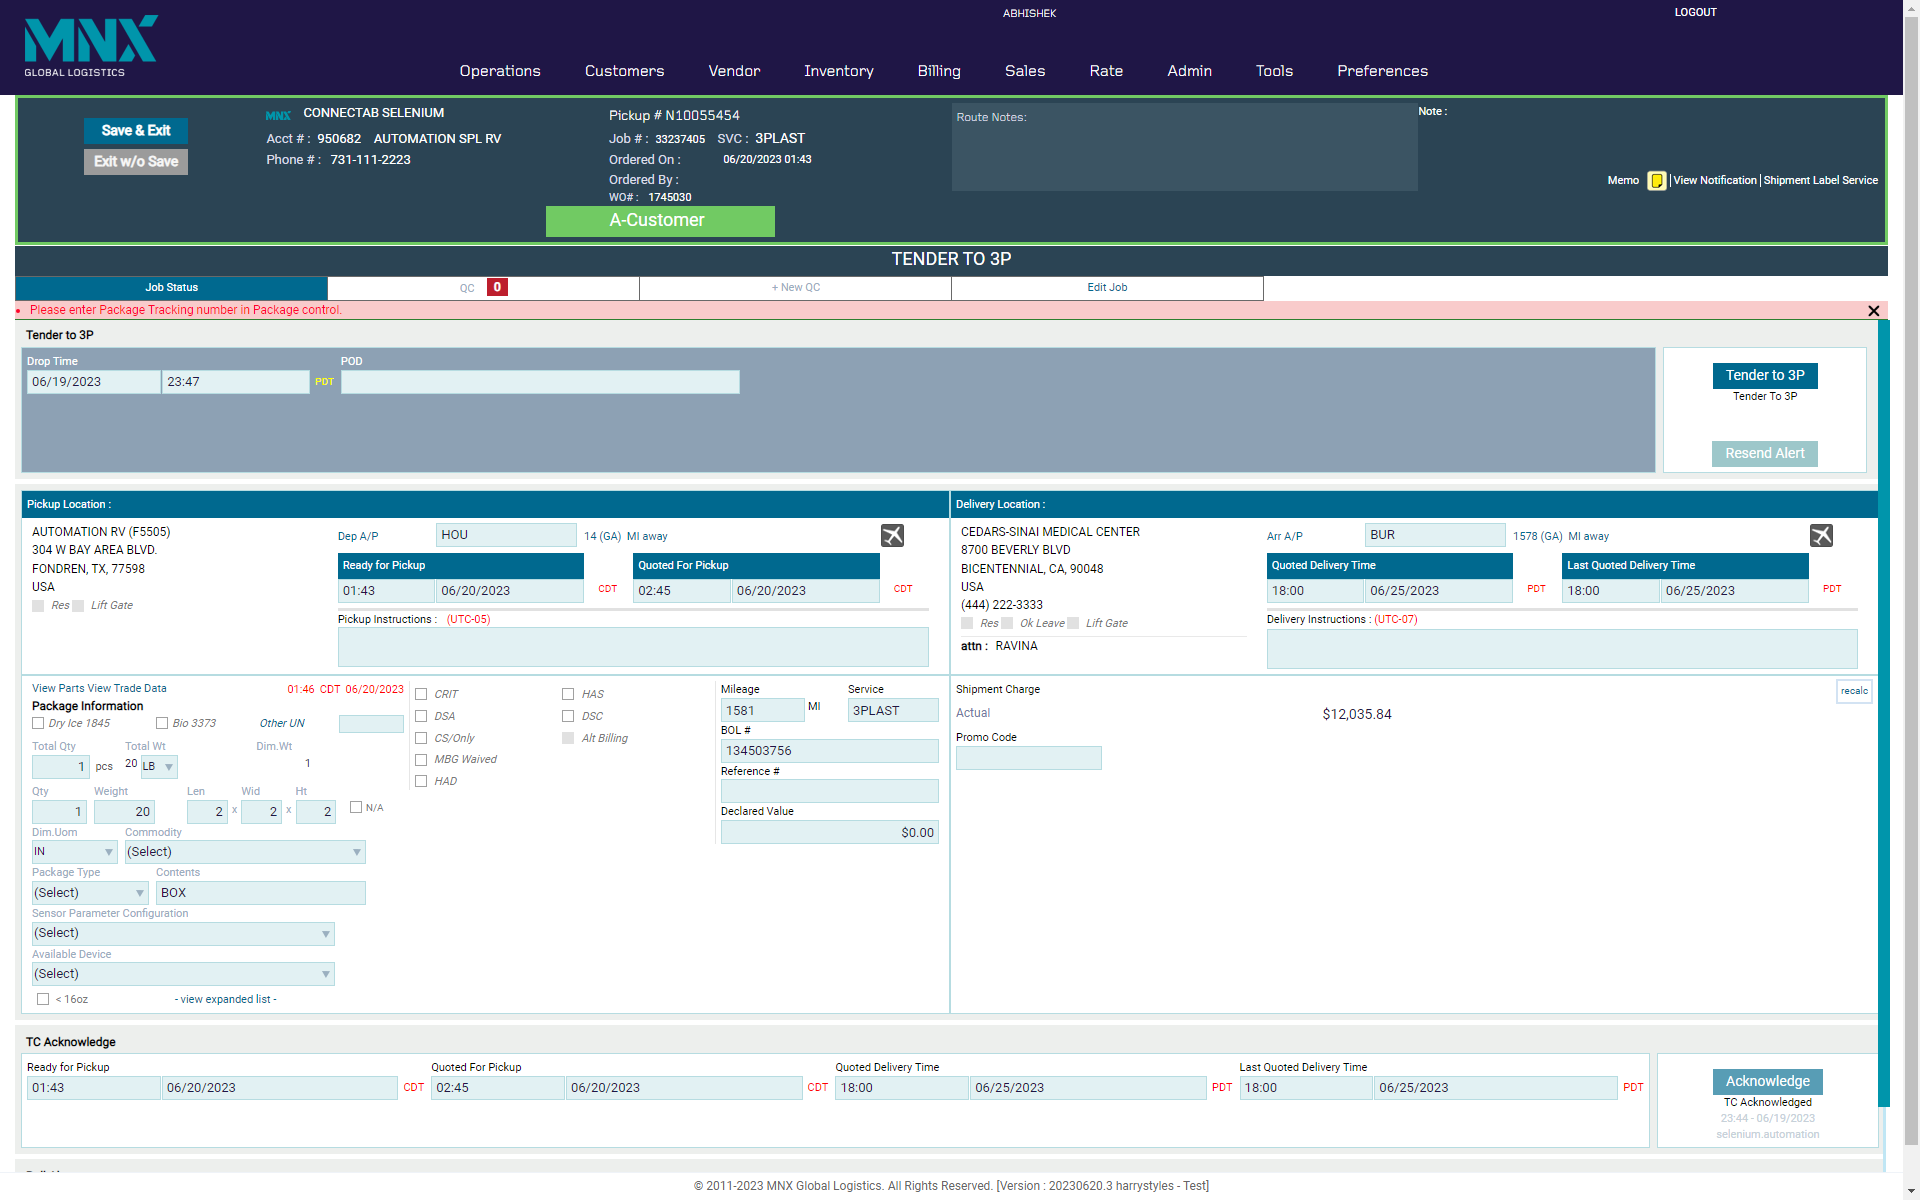 MNX
GLOBAL LOGISTICS
ABHISHEK
LOGOUT
Operations Customers Vendor Inventory Billing Sales Rate Admin Tools Preferences
Save & Exit
Exit w/o Save
MNX CONNECTAB SELENIUM
Acct # : 950682 AUTOMATION SPL RV
Phone # : 731-111-2223
Pickup # N10055454
Job # : 33237405 SVC : 3PLAST
Ordered On : 06/20/2023 01:43
Ordered By :
WO# : 1745030
A-Customer
Route Notes:
Note :
Memo |View Notification|Shipment Label Service
TENDER TO 3P
Job Status QC 0 + New QC Edit Job
Please enter Package Tracking number in Package control.
Tender to 3P
Drop Time POD
06/19/2023 23:47 PDT
Tender to 3P
Tender To 3P
Resend Alert
Pickup Location :
AUTOMATION RV (F5505)
304 W BAY AREA BLVD.
FONDREN, TX, 77598
USA
Res Lift Gate
Dep A/P HOU 14 (GA) MI away
Ready for Pickup Quoted For Pickup
01:43 06/20/2023 CDT 02:45 06/20/2023 CDT
Pickup Instructions : (UTC-05)
Delivery Location :
CEDARS-SINAI MEDICAL CENTER
8700 BEVERLY BLVD
BICENTENNIAL, CA, 90048
USA
(444) 222-3333
Res Ok Leave Lift Gate
attn : RAVINA
Arr A/P BUR 1578 (GA) MI away
Quoted Delivery Time Last Quoted Delivery Time
18:00 06/25/2023 PDT 18:00 06/25/2023 PDT
Delivery Instructions : (UTC-07)
View Parts View Trade Data 01:46 CDT 06/20/2023
Package Information
Dry Ice 1845 Bio 3373 Other UN
Total Qty Total Wt Dim.Wt
1 pcs 20 LB 1
Qty Weight Len Wid Ht
1 20 2 x 2 x 2 N/A
Dim.Uom Commodity
IN (Select)
Package Type Contents
(Select) BOX
Sensor Parameter Configuration
(Select)
Available Device
(Select)
< 16oz - view expanded list -
CRIT HAS
DSA DSC
CS/Only Alt Billing
MBG Waived
HAD
Mileage Service
1581 MI 3PLAST
BOL #
134503756
Reference #
Declared Value
$0.00
Shipment Charge recalc
Actual $12,035.84
Promo Code
TC Acknowledge
Ready for Pickup Quoted For Pickup Quoted Delivery Time Last Quoted Delivery Time
01:43 06/20/2023 CDT 02:45 06/20/2023 CDT 18:00 06/25/2023 PDT 18:00 06/25/2023 PDT
Acknowledge
TC Acknowledged
23:44 - 06/19/2023
selenium.automation
© 2011-2023 MNX Global Logistics. All Rights Reserved. [Version : 20230620.3 harrystyles - Test]